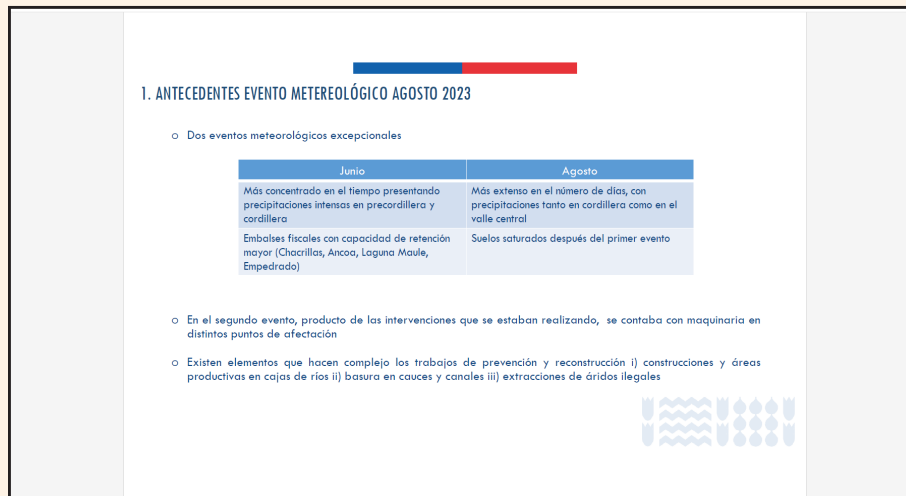 1. ANTECEDENTES EVENTO METEREOLÓGICO AGOSTO 2023
o Dos eventos meteorológicos excepcionales
Junio
Agosto
Más concentrado en el tiempo presentando
precipitaciones intensas en precordillera y
cordillera
Más extenso en el número de días, con
precipitaciones tanto en cordillera como en el
valle central
Embalses fiscales con capacidad de retención
mayor (Chacrillas, Ancoa, Laguna Maule,
Empedrado)
Suelos saturados después del primer evento
o En el segundo evento, producto de las intervenciones que se estaban realizando, se contaba con maquinaria en
distintos puntos de afectación
o Existen elementos que hacen complejo los trabajos de prevención y reconstrucción i) construcciones y áreas
productivas en cajas de ríos ii) basura en cauces y canales iii) extracciones de áridos ilegales